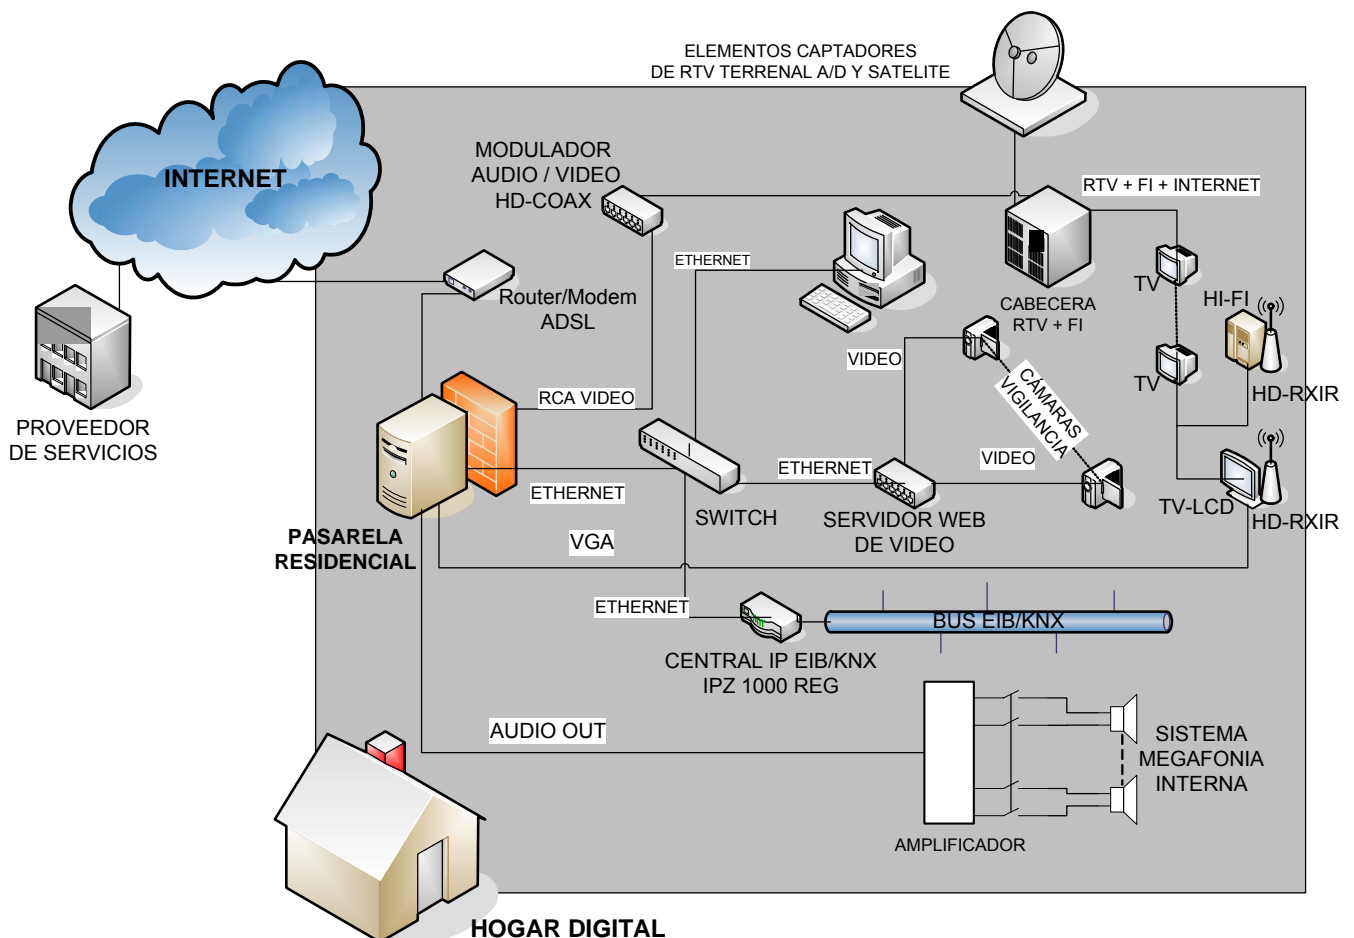 ELEMENTOS CAPTADORES
DE RTV TERRENAL A/D Y SATELITE
MODULADOR
AUDIO / VIDEO
HD-COAX
INTERNET
RTV + FI + INTERNET
ETHERNET
TV
HI-FI
Router/Modem
ADSL
CABECERA
RTV + FI
VIDEO
CÁMARAS
VIGILANCIA
TV
HD-RXIR
RCA VIDEO
PROVEEDOR
DE SERVICIOS
ETHERNET
VIDEO
ETHERNET
SWITCH
SERVIDOR WEB
DE VIDEO
TV-LCD
HD-RXIR
PASARELA
RESIDENCIAL
VGA
ETHERNET
BUS EIB/KNX
CENTRAL IP EIB/KNX
IPZ 1000 REG
AUDIO OUT
SISTEMA
MEGAFONIA
INTERNA
AMPLIFICADOR
HOGAR DIGITAL